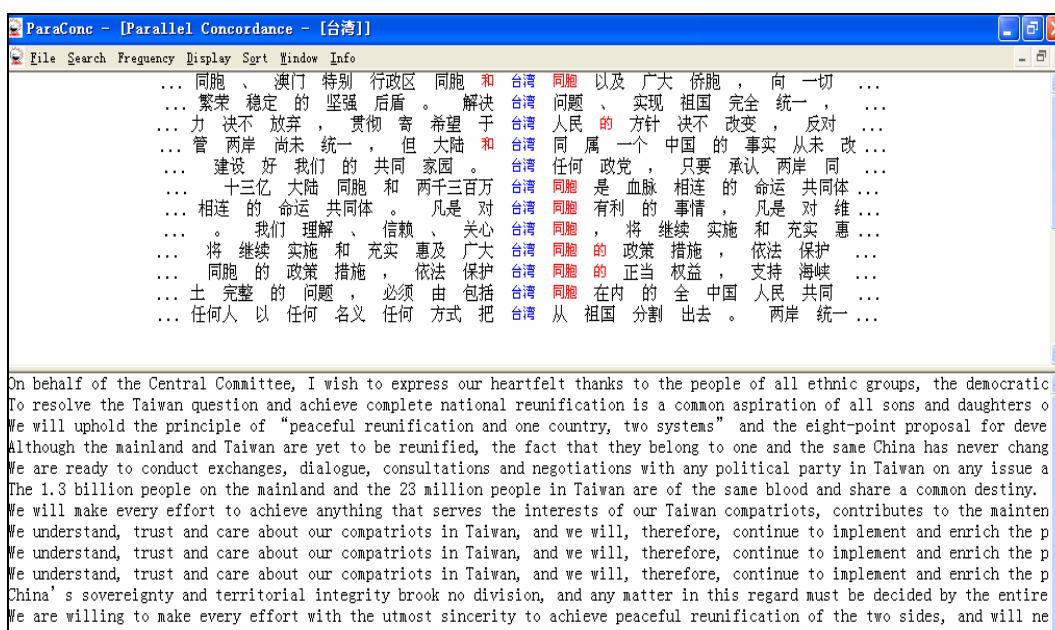 ParaConc - [Parallel Concordance - [台湾]]
File Search Frequency Display Sort Window Info
... 同胞 、 澳门 特别 行政区 同胞 和 台湾 同胞 以及 广大 侨胞 , 向 一切 ...
... 繁荣 稳定 的 坚强 后盾 。 解决 台湾 问题 、 实现 祖国 完全 统一 , ...
... 力 决不 放弃 , 贯彻 寄 希望 于 台湾 人民 的 方针 决不 改变 , 反对 ...
... 管 两岸 尚未 统一 , 但 大陆 和 台湾 同 属 一个 中国 的 事实 从未 改 ...
... 建设 好 我们 的 共同 家园 。 台湾 任何 政党 , 只要 承认 两岸 同 ...
... 十三亿 大陆 同胞 和 两千三百万 台湾 同胞 是 血脉 相连 的 命运 共同体 ...
... 相连 的 命运 共同体 。 凡是 对 台湾 同胞 有利 的 事情 , 凡是 对 维 ...
... 。 我们 理解 、 信赖 、 关心 台湾 同胞 , 将 继续 实施 和 充实 惠 ...
... 将 继续 实施 和 充实 惠及 广大 台湾 同胞 的 政策 措施 , 依法 保护 ...
... 同胞 的 政策 措施 , 依法 保护 台湾 同胞 的 正当 权益 , 支持 海峡 ...
... 土 完整 的 问题 , 必须 由 包括 台湾 同胞 在内 的 全 中国 人民 共同 ...
... 任何人 以 任何 名义 任何 方式 把 台湾 从 祖国 分割 出去 。 两岸 统一 ...
On behalf of the Central Committee, I wish to express our heartfelt thanks to the people of all ethnic groups, the democratic
To resolve the Taiwan question and achieve complete national reunification is a common aspiration of all sons and daughters o
We will uphold the principle of “peaceful reunification and one country, two systems” and the eight-point proposal for deve
Although the mainland and Taiwan are yet to be reunified, the fact that they belong to one and the same China has never chang
We are ready to conduct exchanges, dialogue, consultations and negotiations with any political party in Taiwan on any issue a
The 1.3 billion people on the mainland and the 23 million people in Taiwan are of the same blood and share a common destiny.
We will make every effort to achieve anything that serves the interests of our Taiwan compatriots, contributes to the mainten
We understand, trust and care about our compatriots in Taiwan, and we will, therefore, continue to implement and enrich the p
We understand, trust and care about our compatriots in Taiwan, and we will, therefore, continue to implement and enrich the p
We understand, trust and care about our compatriots in Taiwan, and we will, therefore, continue to implement and enrich the p
China's sovereignty and territorial integrity brook no division, and any matter in this regard must be decided by the entire
We are willing to make every effort with the utmost sincerity to achieve peaceful reunification of the two sides, and will ne